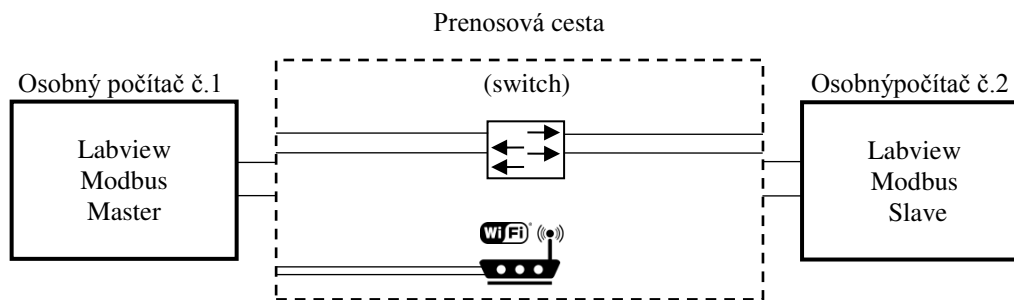 Prenosová cesta
Osobný počítač č.1
(switch)
Osobnýpočítač č.2
Labview
Modbus
Master
Labview
Modbus
Slave
WiFi